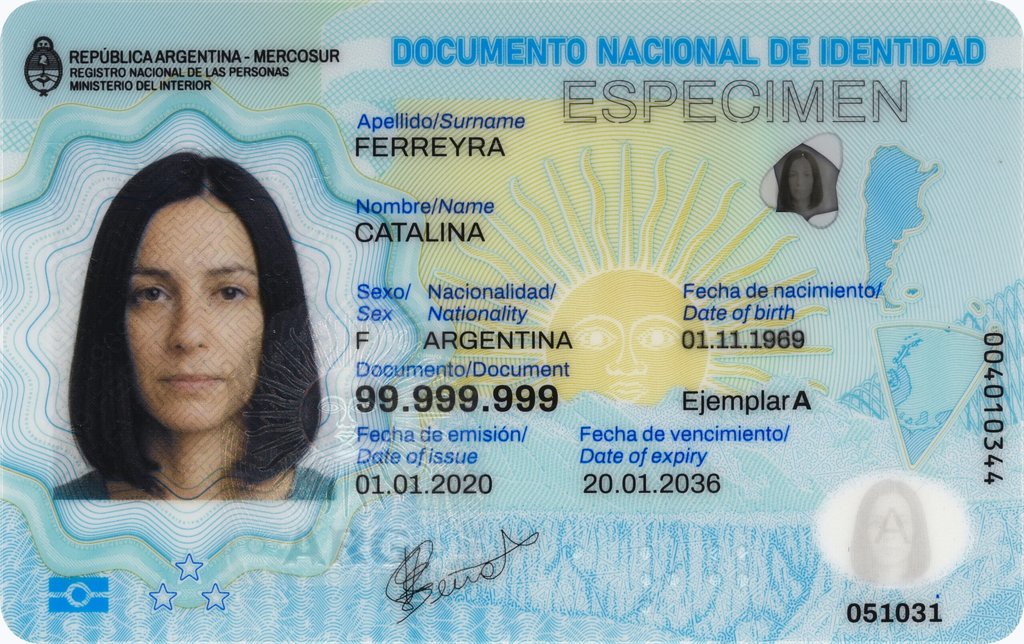 REPÚBLICA ARGENTINA - MERCOSUR
REGISTRO NACIONAL DE LAS PERSONAS
MINISTERIO DEL INTERIOR
DOCUMENTO NACIONAL DE IDENTIDAD
ESPECIMEN
Apellido/Surname
FERREYRA
Nombre/Name
CATALINA
Sexo/ Nacionalidad/ Fecha de nacimiento/
Sex Nationality Date of birth
F ARGENTINA 01.11.1969
Documento/Document
99.999.999 Ejemplar A
Fecha de emisión/ Fecha de vencimiento/
Date of issue Date of expiry
01.01.2020 20.01.2036
004010344
ARG
A
051031